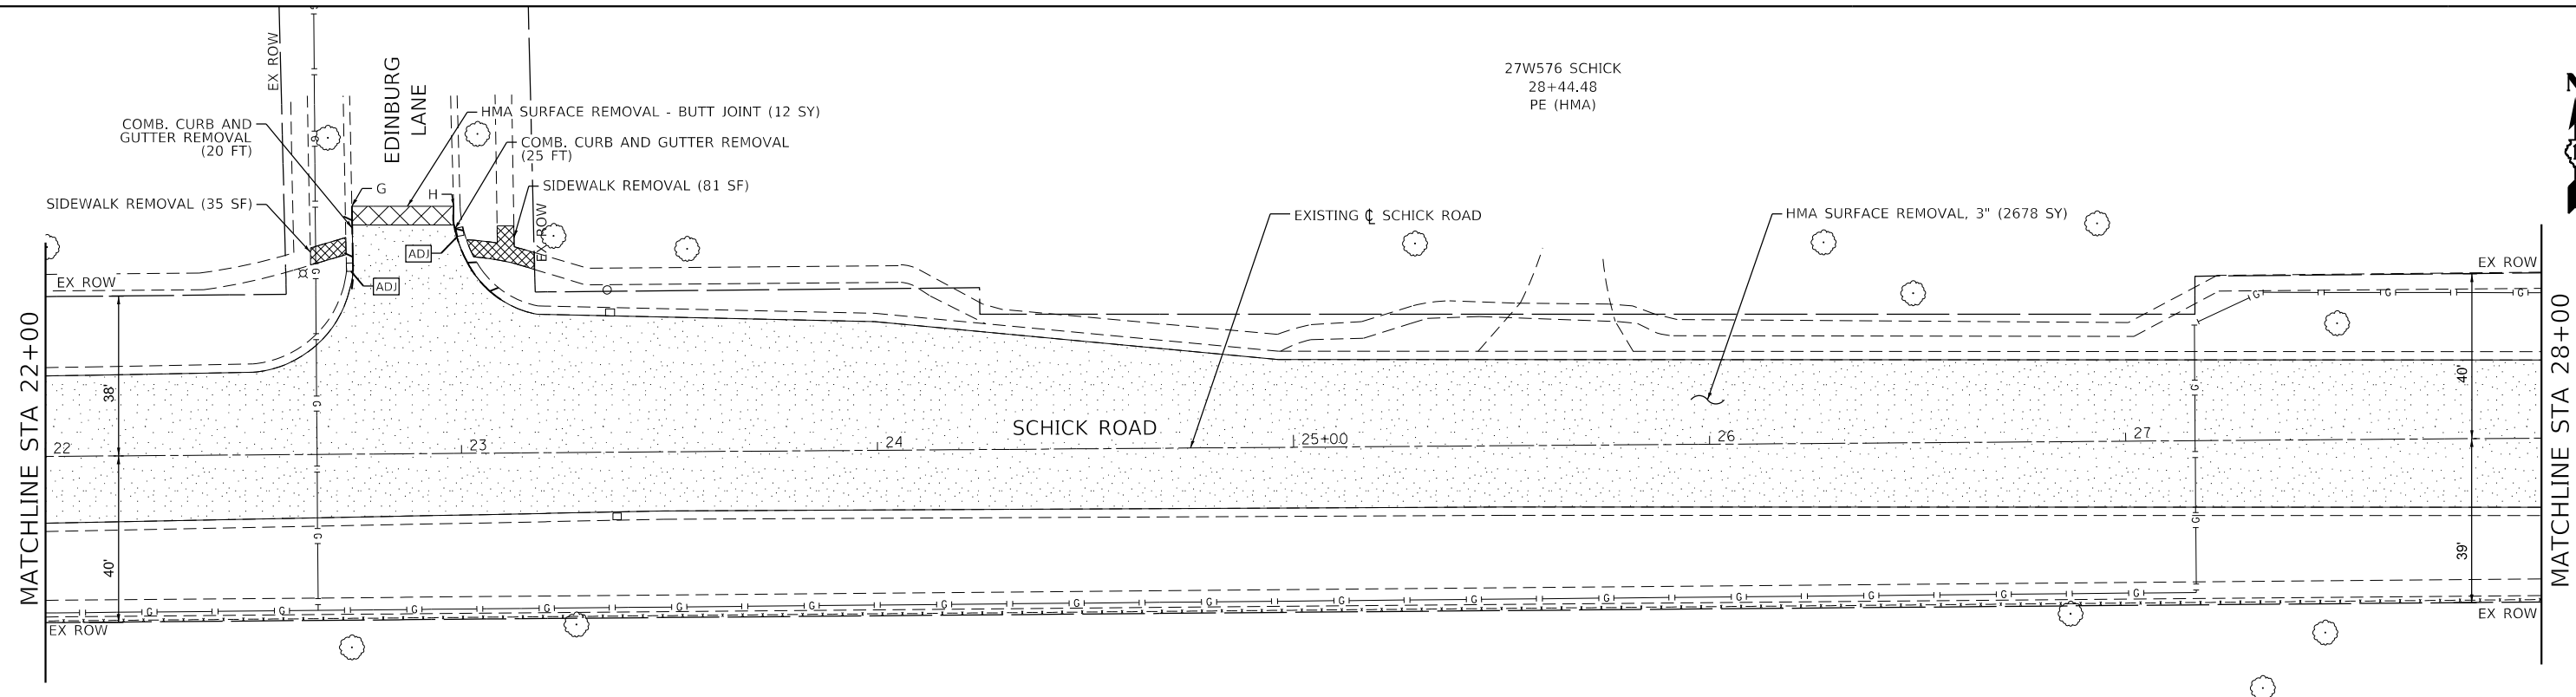 27W576 SCHICK
28+44.48
PE (HMA)
N
EX ROW
EDINBURG
LANE
HMA SURFACE REMOVAL - BUTT JOINT (12 SY)
COMB. CURB AND
GUTTER REMOVAL
(20 FT)
COMB. CURB AND GUTTER REMOVAL
(25 FT)
G
H
SIDEWALK REMOVAL (81 SF)
SIDEWALK REMOVAL (35 SF)
EX ROW
ADJ
ADJ
EXISTING ℄ SCHICK ROAD
HMA SURFACE REMOVAL, 3" (2678 SY)
EX ROW
EX ROW
MATCHLINE STA 22+00
MATCHLINE STA 28+00
38'
40'
SCHICK ROAD
22
23
24
25+00
26
27
40'
39'
G G G G G
G G G G G G
G G G G G G G G G G G G G G G G
EX ROW
EX ROW